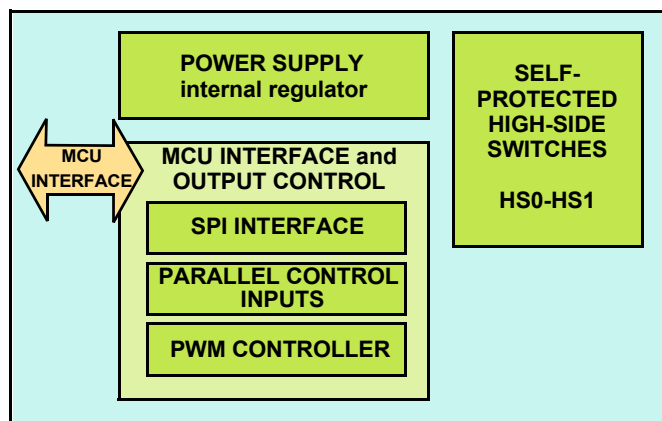 POWER SUPPLY
internal regulator
SELF-
PROTECTED
HIGH-SIDE
SWITCHES
HS0-HS1
MCU
INTERFACE
MCU INTERFACE and
OUTPUT CONTROL
SPI INTERFACE
PARALLEL CONTROL
INPUTS
PWM CONTROLLER